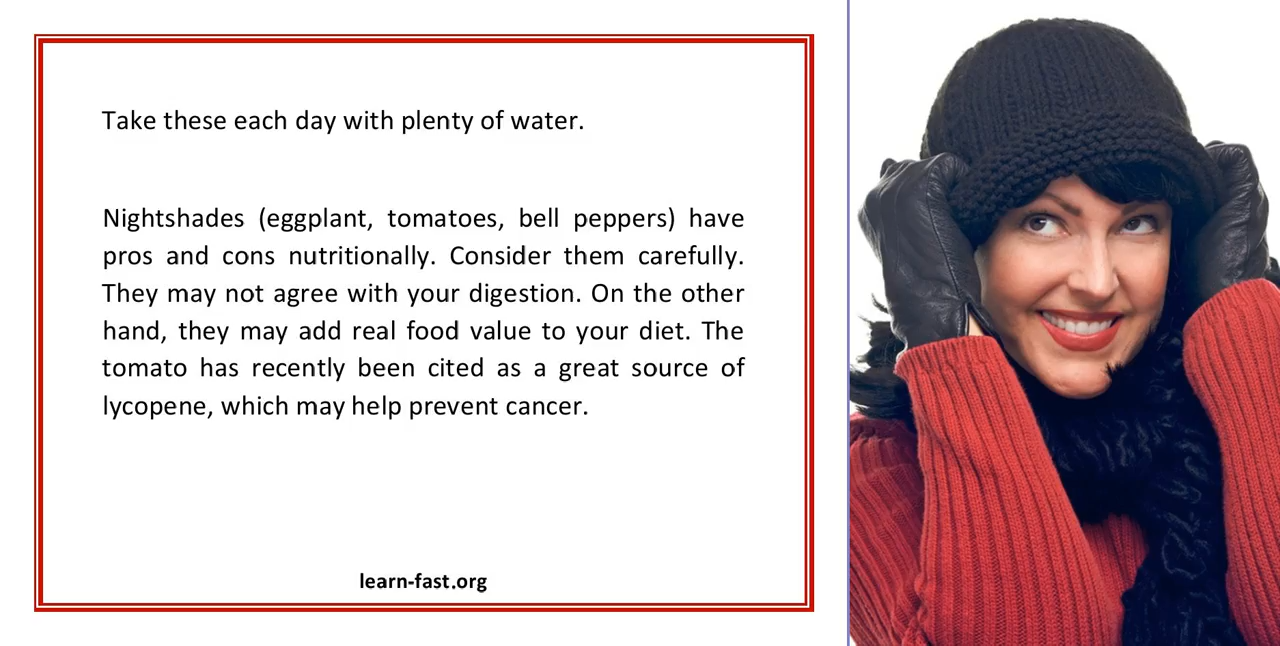 Take these each day with plenty of water.
Nightshades (eggplant, tomatoes, bell peppers) have
pros and cons nutritionally. Consider them carefully.
They may not agree with your digestion. On the other
hand, they may add real food value to your diet. The
tomato has recently been cited as a great source of
lycopene, which may help prevent cancer.
learn-fast.org